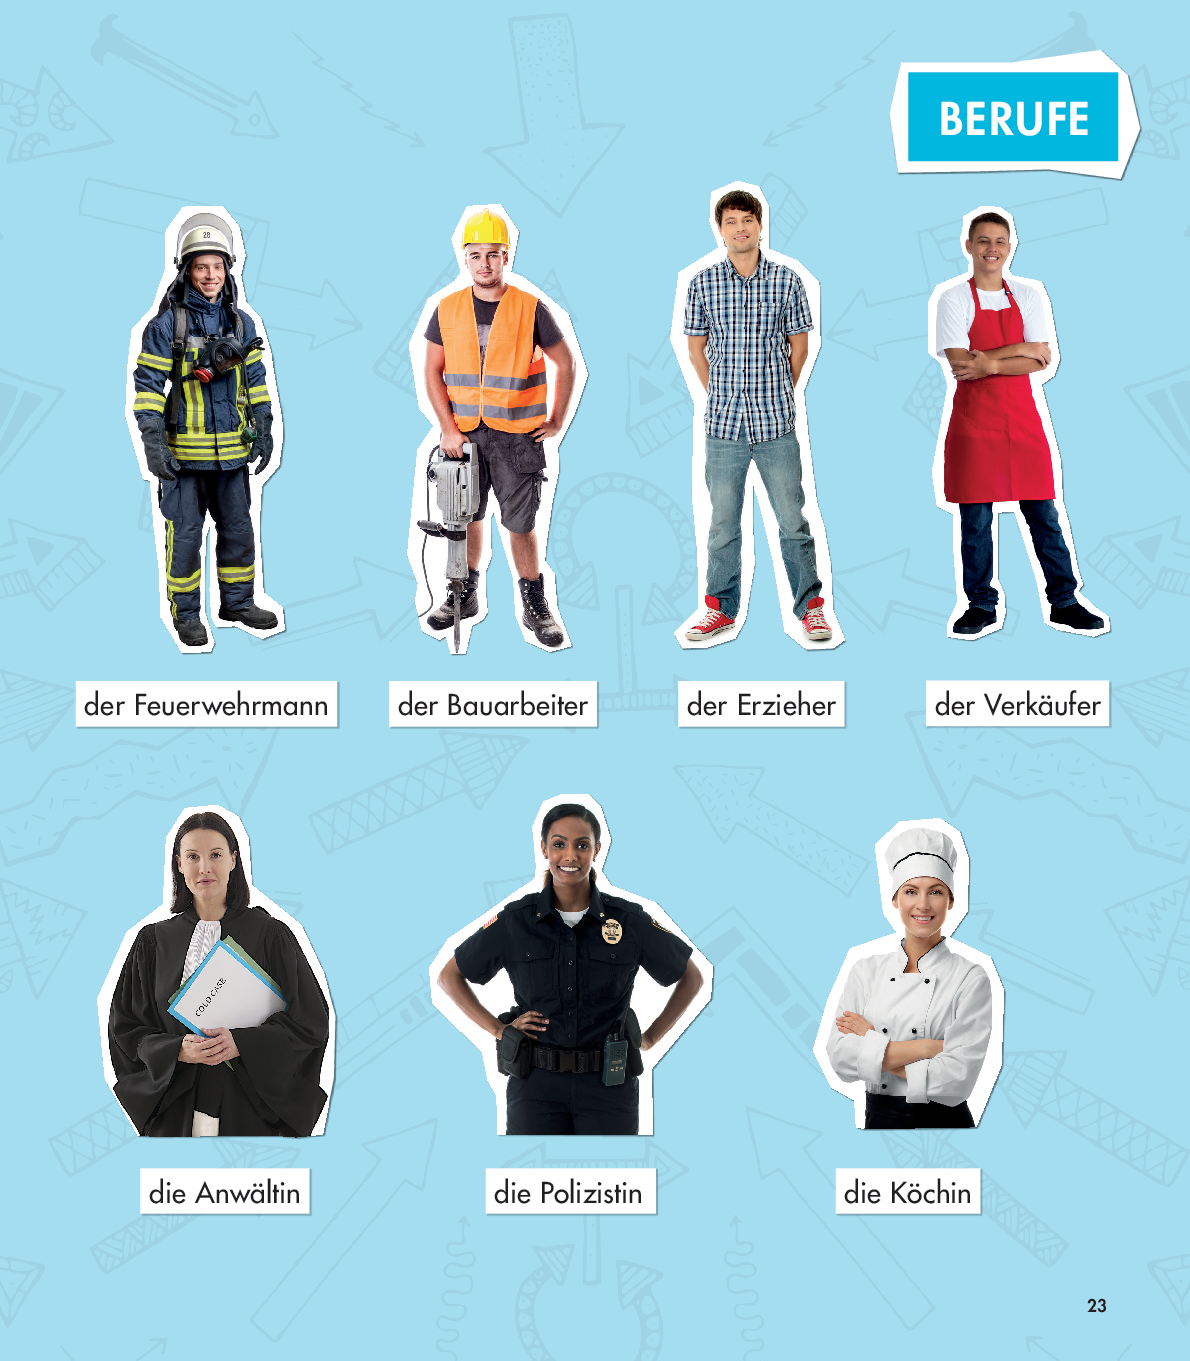 BERUFE
28
der Feuerwehrmann
der Bauarbeiter
der Erzieher
der Verkäufer
COLD CASE
die Anwältin
die Polizistin
die Köchin
23